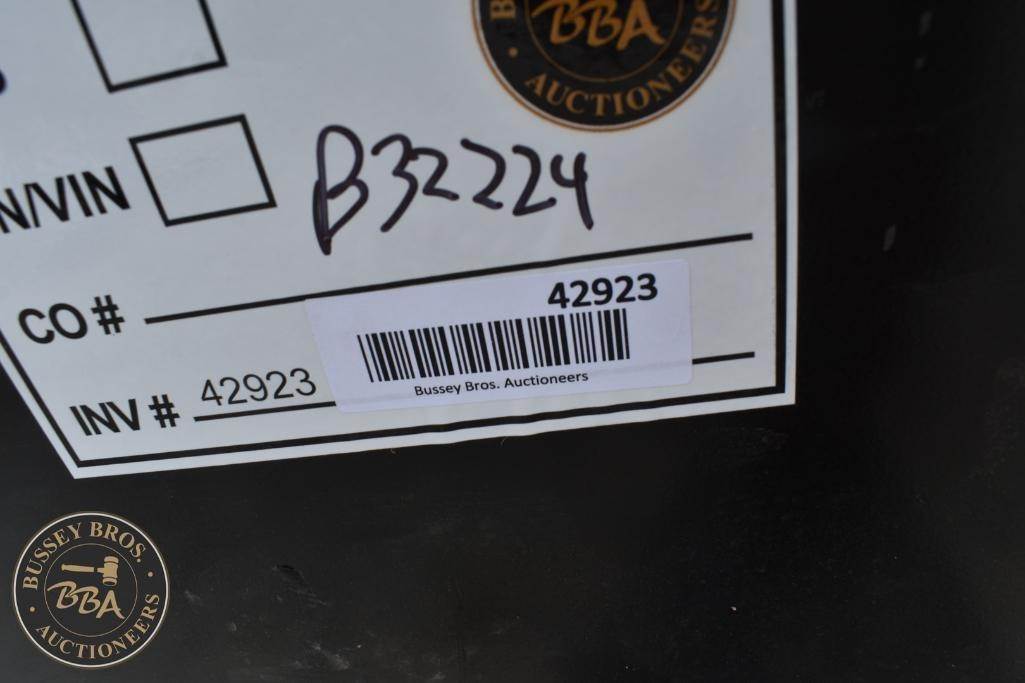 BBA
AUCTIONEERS
N/VIN
B32224
CO#
42923
Bussey Bros. Auctioneers
INV# 42923
BUSSEY BROS.
BBA
AUCTIONEERS